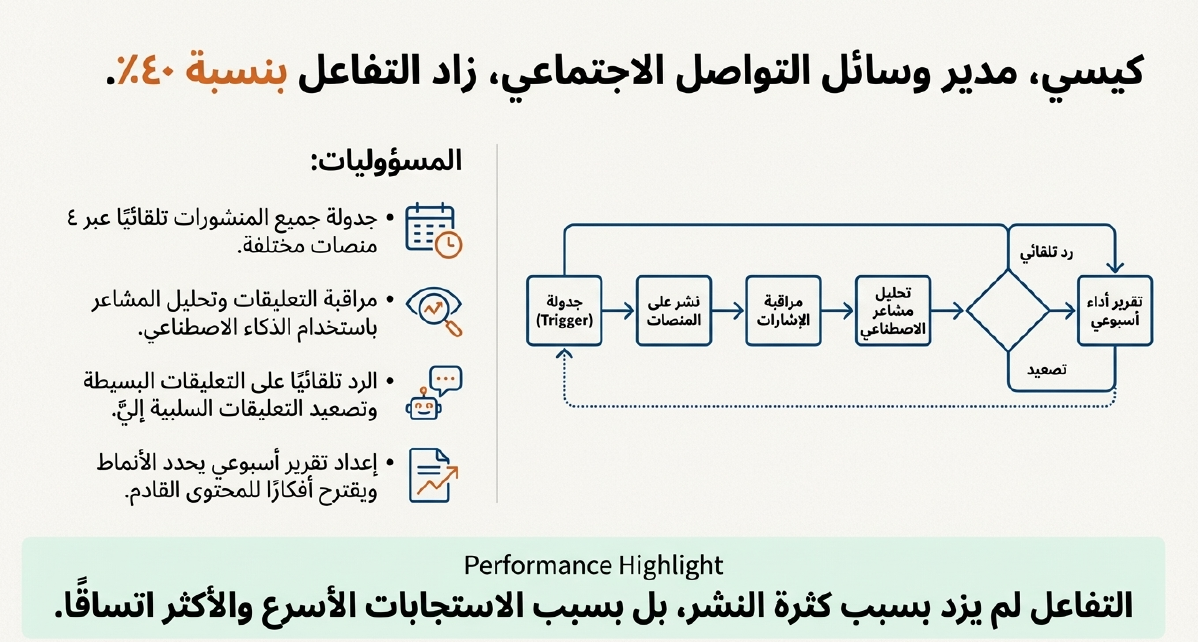 كيسي، مدير وسائل التواصل الاجتماعي، زاد التفاعل بنسبة ٤٠٪.
المسؤوليات:
• جدولة جميع المنشورات تلقائيًا عبر ٤
منصات مختلفة.
• مراقبة التعليقات وتحليل المشاعر
باستخدام الذكاء الاصطناعي.
• الرد تلقائيًا على التعليقات البسيطة
وتصعيد التعليقات السلبية إليَّ.
• إعداد تقرير أسبوعي يحدد الأنماط
ويقترح أفكارًا للمحتوى القادم.
جدولة
(Trigger)
نشر على
المنصات
مراقبة
الإشارات
تحليل
مشاعر
الاصطناعي
رد تلقائي
تصعيد
تقرير أداء
أسبوعي
Performance Highlight
التفاعل لم يزد بسبب كثرة النشر، بل بسبب الاستجابات الأسرع والأكثر اتساقًا.